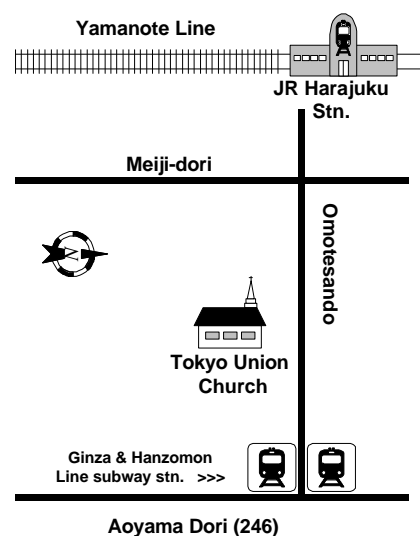 Yamanote Line
JR Harajuku
Stn.
Meiji-dori
Omotesando
N
Tokyo Union
Church
Ginza & Hanzomon
Line subway stn. >>>
Aoyama Dori (246)